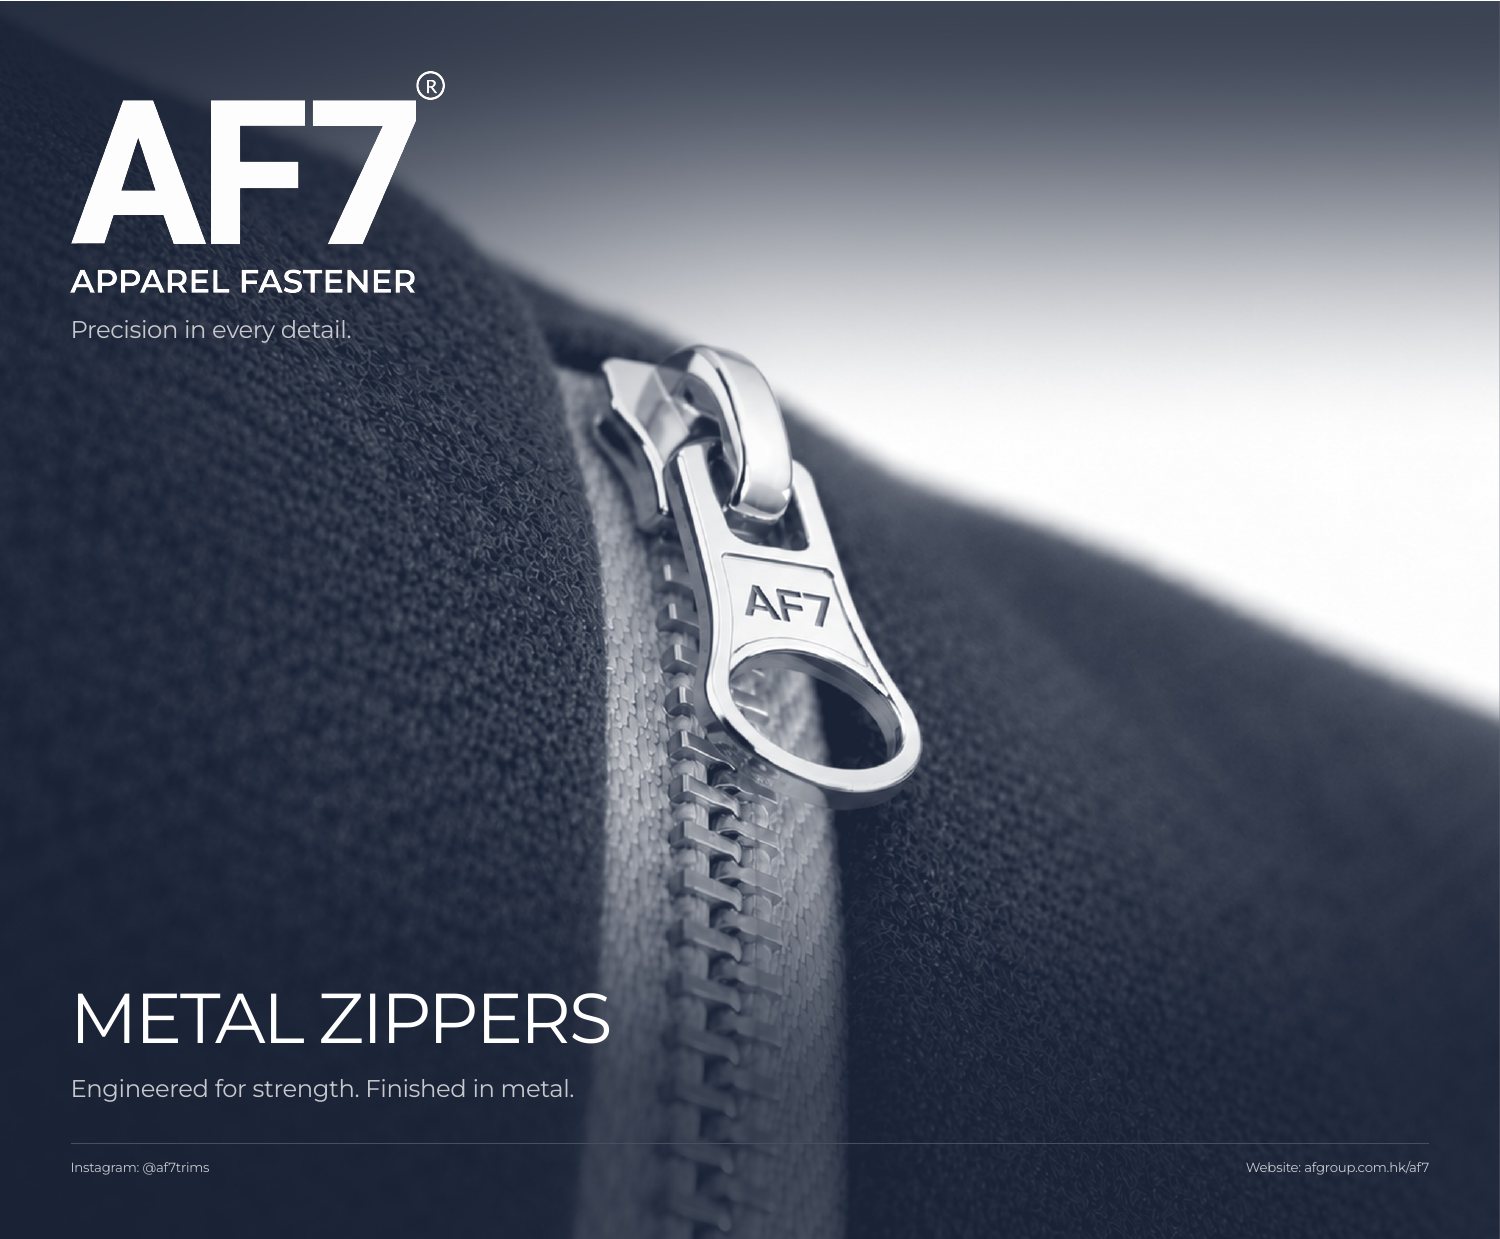 AF7®
APPAREL FASTENER
Precision in every detail.
AF7
METAL ZIPPERS
Engineered for strength. Finished in metal.
Instagram: @af7trims
Website: afgroup.com.hk/af7